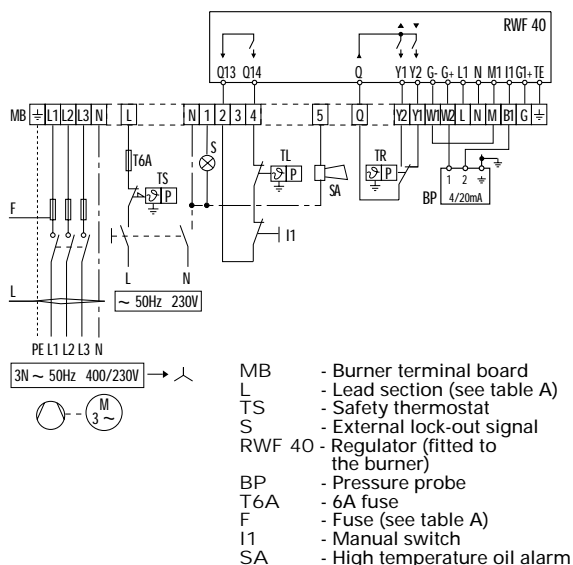 RWF 40
Q13 Q14 Q Y1 Y2 G- G+ L1 N M1 I1 G1+ TE
MB L1 L2 L3 N L N 1 2 3 4 5 Q Y2 Y1 W1 W2 L N M B1 G
T6A
S
TL
TR
TS
ϑ P
ϑ P
ϑ P
SA
BP
1 2
4/20mA
F
I1
L N
L
~ 50Hz 230V
PE L1 L2 L3 N
3N ~ 50Hz 400/230V
M
3 ~
MB - Burner terminal board
L - Lead section (see table A)
TS - Safety thermostat
S - External lock-out signal
RWF 40 - Regulator (fitted to
the burner)
BP - Pressure probe
T6A - 6A fuse
F - Fuse (see table A)
I1 - Manual switch
SA - High temperature oil alarm